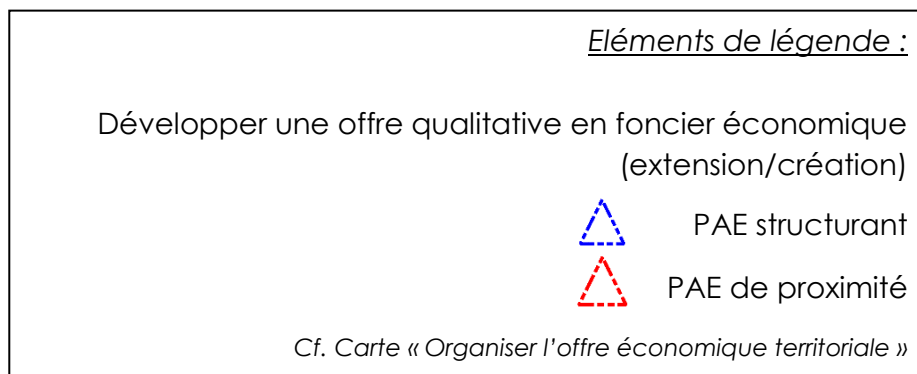 Eléments de légende :
Développer une offre qualitative en foncier économique
(extension/création)
PAE structurant
PAE de proximité
Cf. Carte « Organiser l’offre économique territoriale »